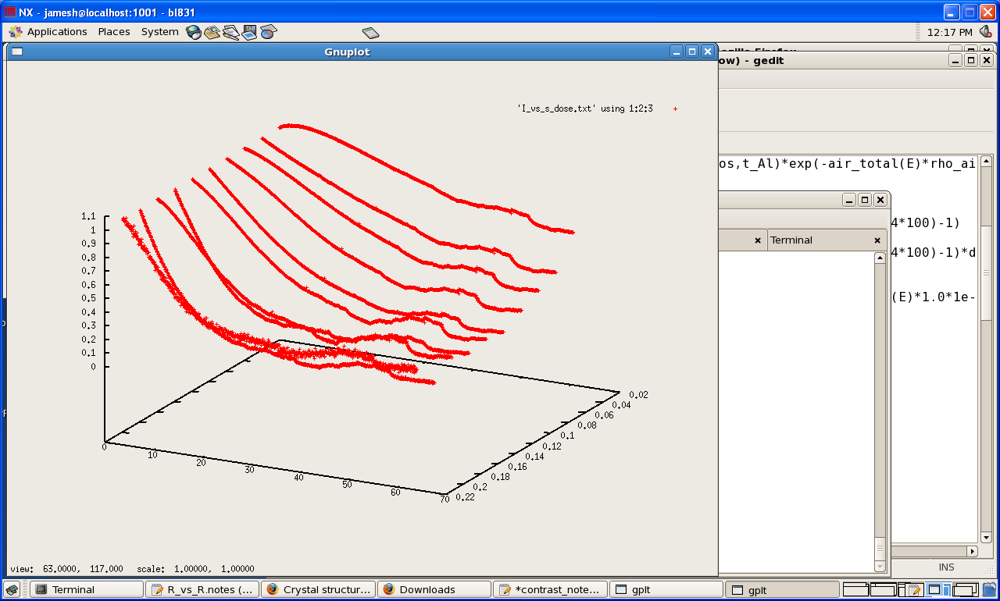 NX - jamesh@localhost:1001 - bl831
Applications Places System
12:17 PM
Gnuplot
ow) - gedit
'I_vs_s_dose.txt' using 1:2:3
os,t_Al)*exp(-air_total(E)*rho_ai
4*100)-1)
Terminal
4*100)-1)*d
(E)*1.0*1e-
1.1
1
0.9
0.8
0.7
0.6
0.5
0.4
0.3
0.2
0.1
0
0.02
0.04
0.06
0.08
0.1
0.12
0.14
0.16
0.18
0.2
0.22
0
10
20
30
40
50
60
70
view: 63.0000, 117.000 scale: 1.00000, 1.00000
INS
Terminal
R_vs_R.notes (...
Crystal structur...
Downloads
*contrast_note...
gplt
gplt